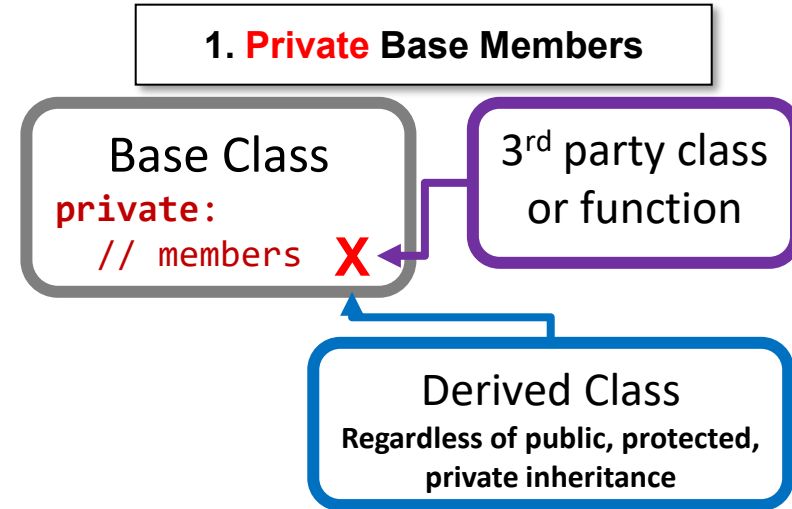 1. Private Base Members
Base Class
private:
// members X
3rd party class
or function
Derived Class
Regardless of public, protected,
private inheritance